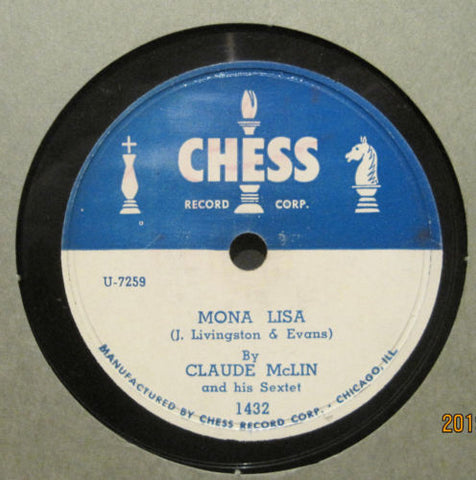 CHESS
RECORD CORP.
U-7259
MONA LISA
(J. Livingston & Evans)
By
CLAUDE McLIN
and his Sextet
1432
MANUFACTURED BY CHESS RECORD CORP. · CHICAGO, ILL
201